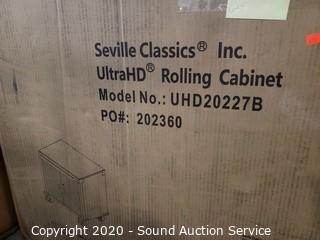 Seville Classics® Inc.
UltraHD® Rolling Cabinet
Model No.: UHD20227B
PO#: 202360
Copyright © 2020 - Sound Auction Service